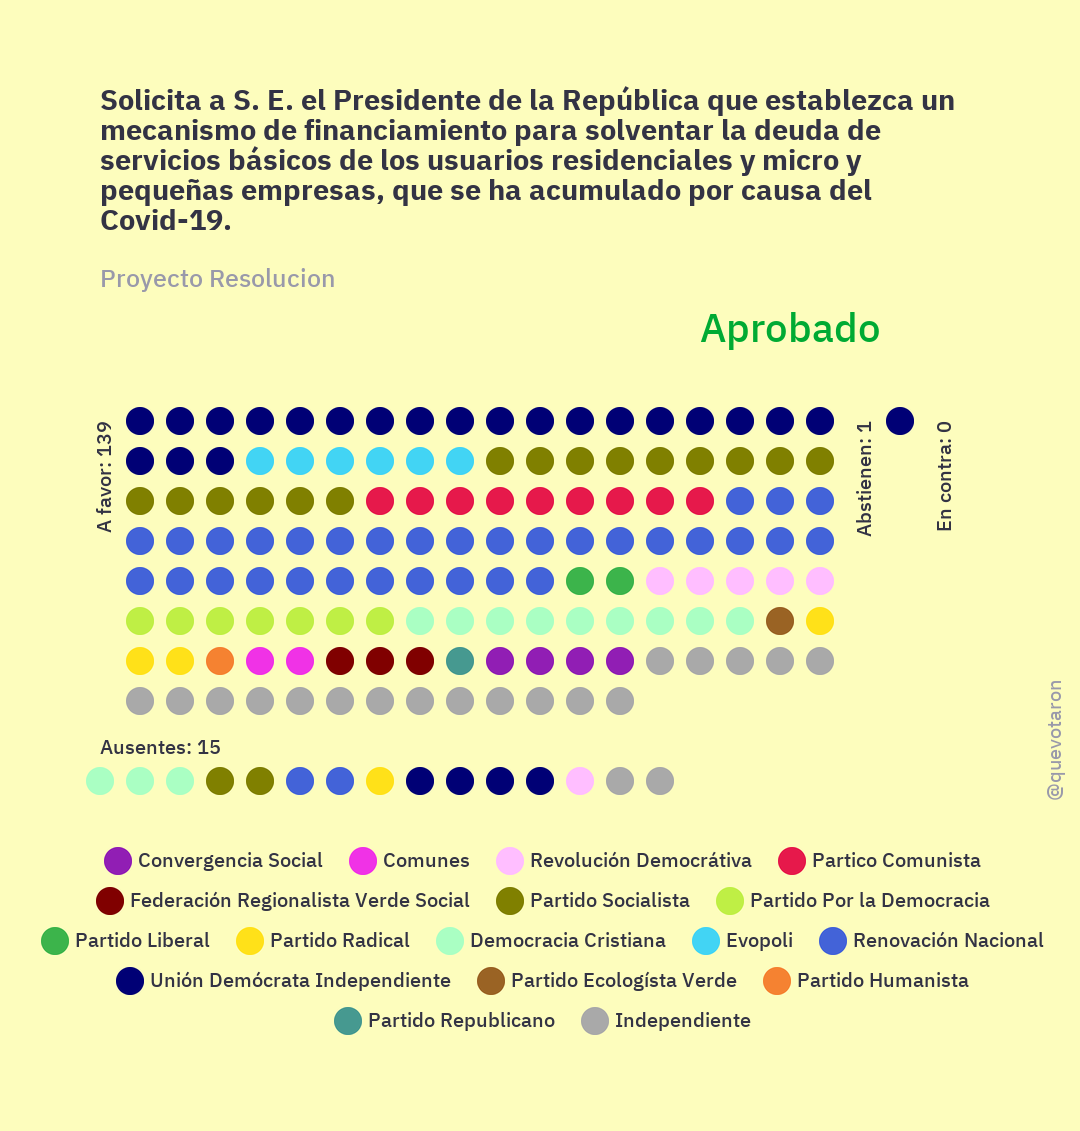 Solicita a S. E. el Presidente de la República que establezca un
mecanismo de financiamiento para solventar la deuda de
servicios básicos de los usuarios residenciales y micro y
pequeñas empresas, que se ha acumulado por causa del
Covid-19.
Proyecto Resolucion
Aprobado
A favor: 139
Abstienen: 1
En contra: 0
Ausentes: 15
@quevotaron
Convergencia Social
Comunes
Revolución Democrátiva
Partico Comunista
Federación Regionalista Verde Social
Partido Socialista
Partido Por la Democracia
Partido Liberal
Partido Radical
Democracia Cristiana
Evopoli
Renovación Nacional
Unión Demócrata Independiente
Partido Ecologísta Verde
Partido Humanista
Partido Republicano
Independiente